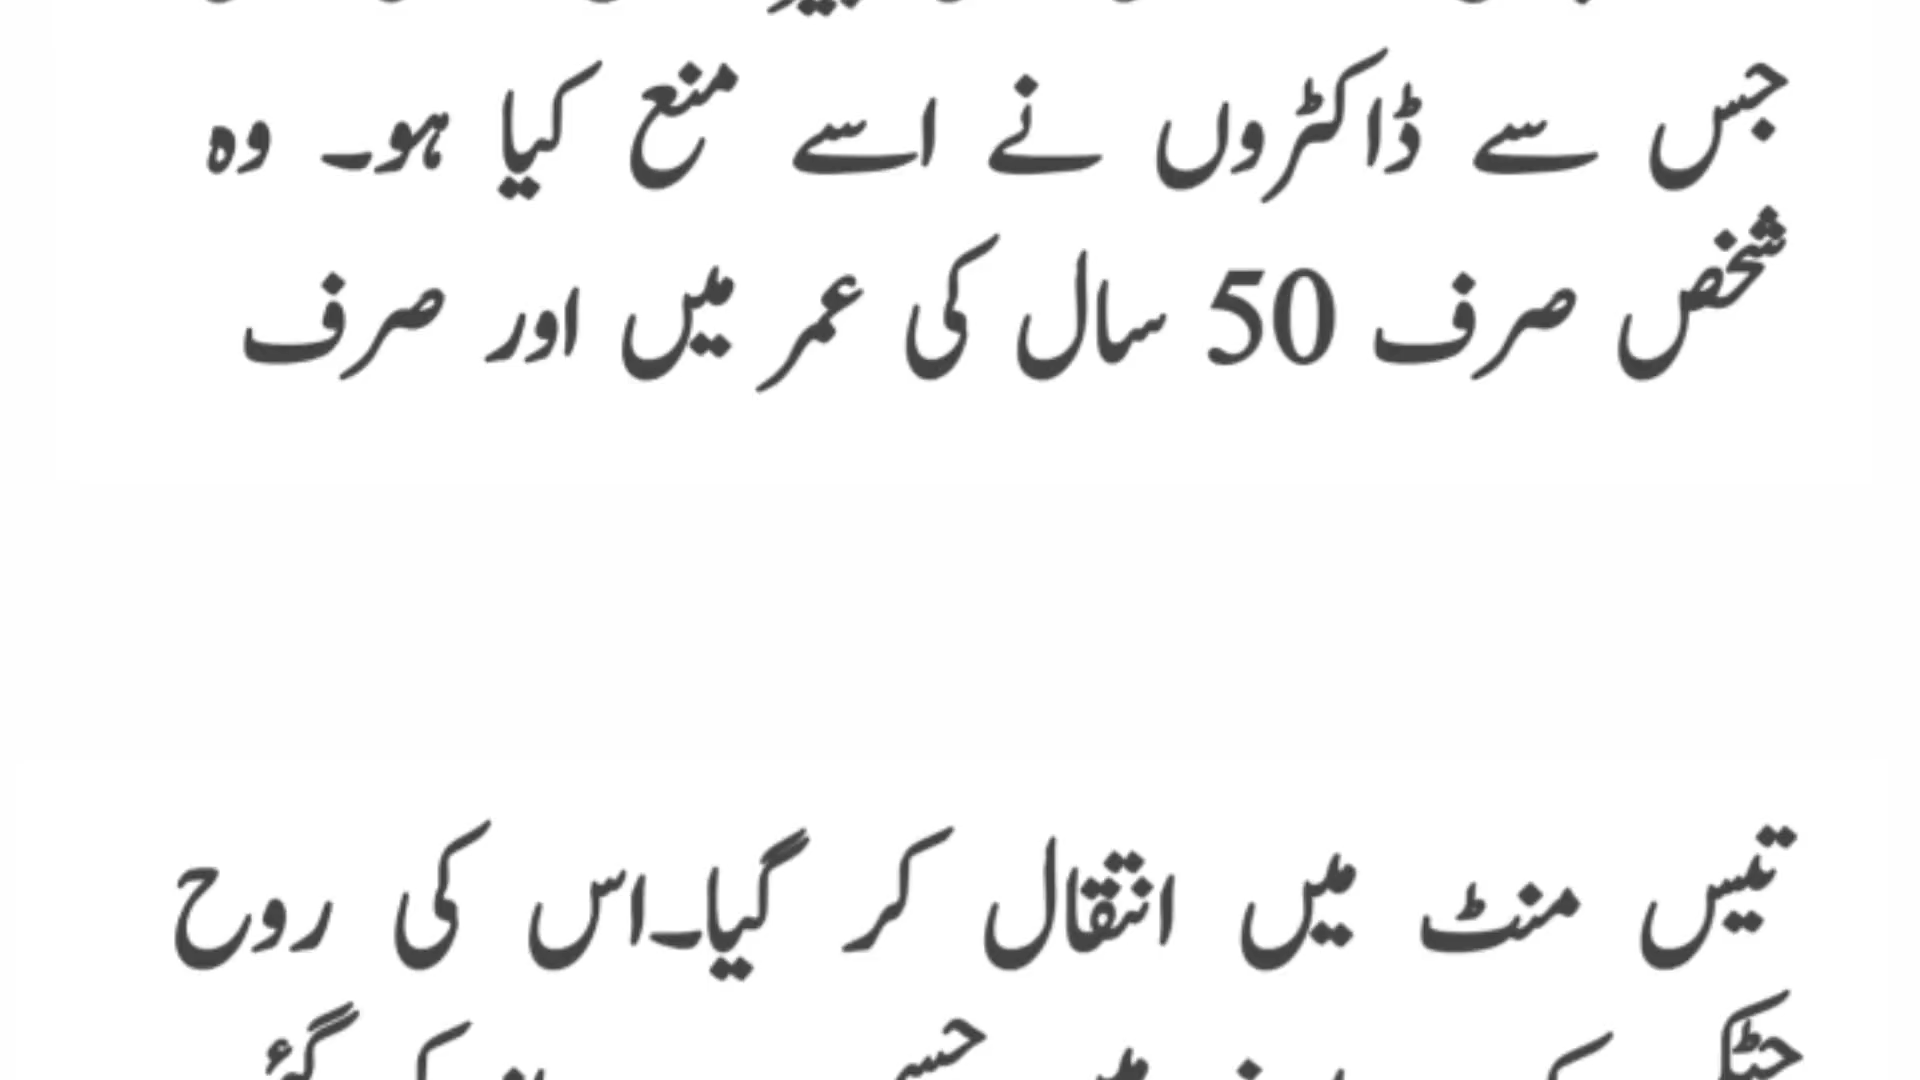 جس سے ڈاکٹروں نے اسے منع کیا ہو۔ وہ
شخص صرف 50 سال کی عمر میں اور صرف
تیس منٹ میں انتقال کر گیا۔اس کی روح